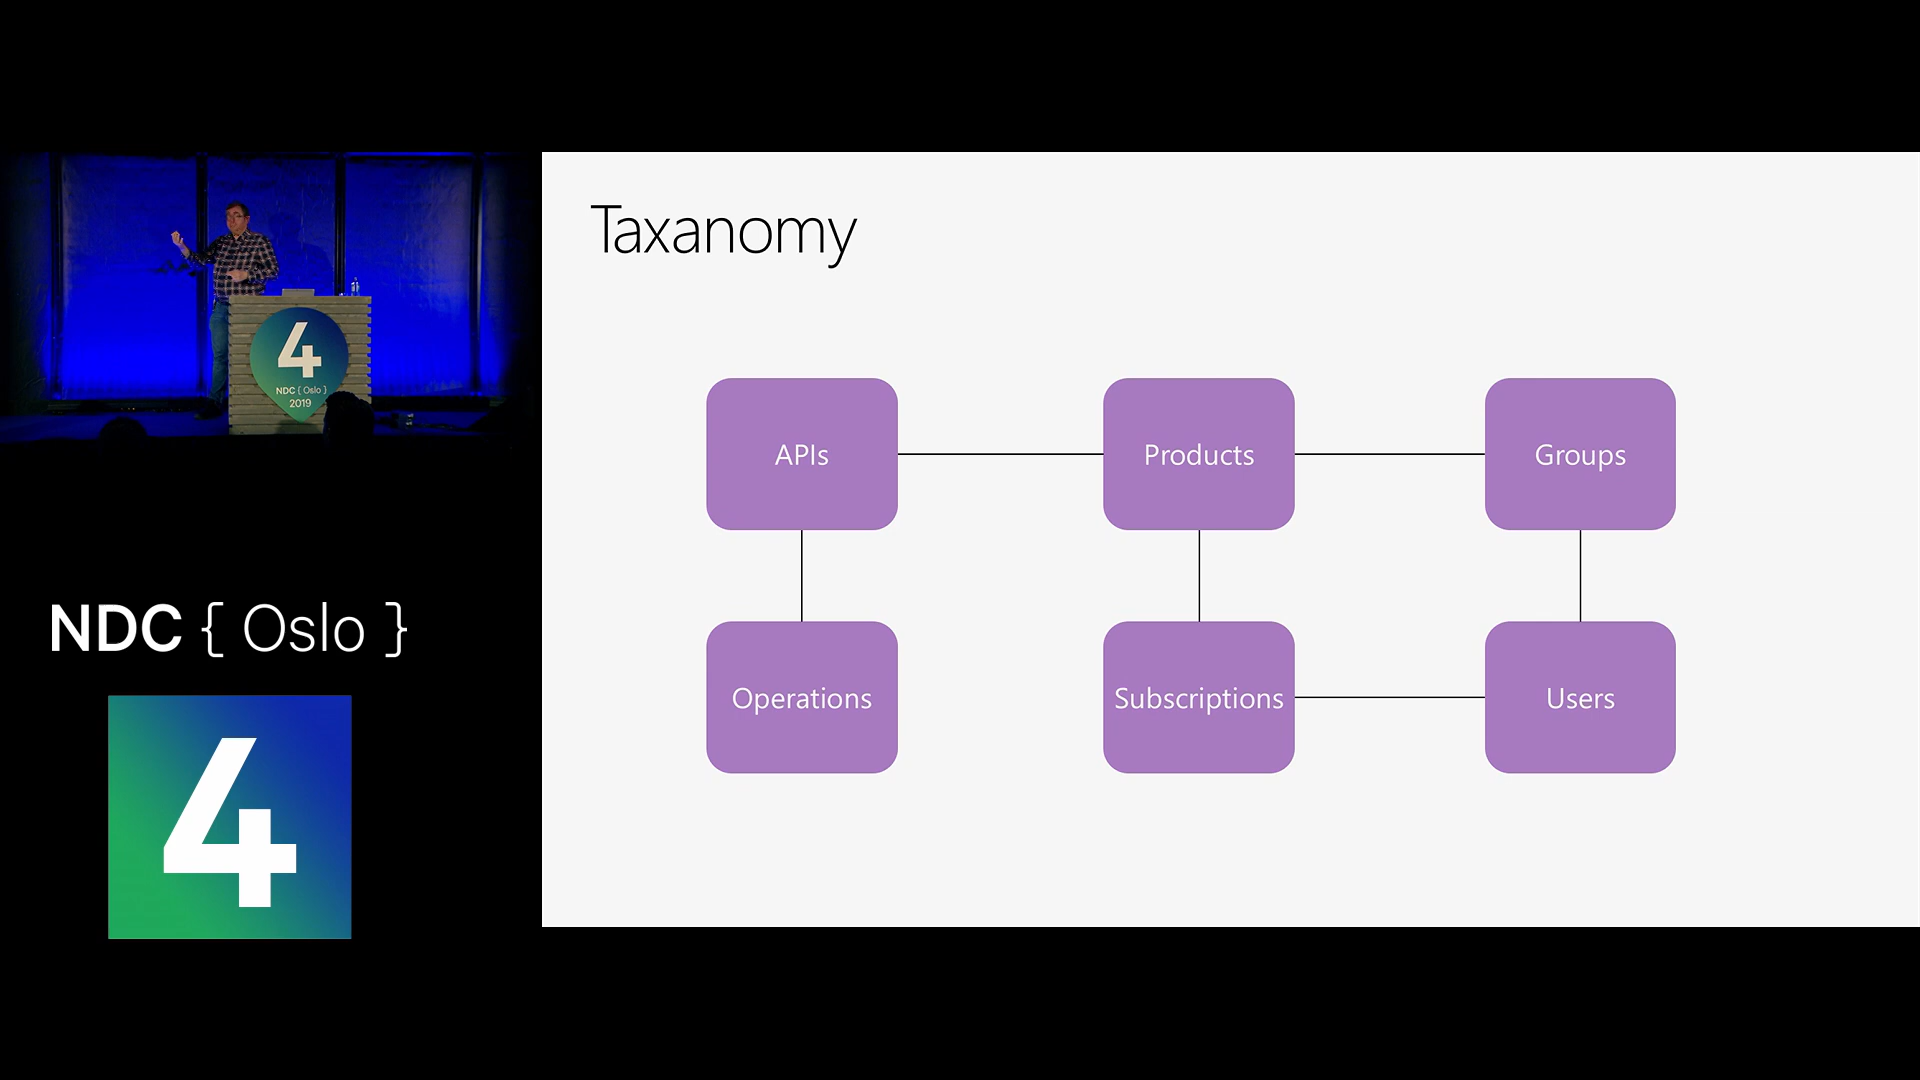 Taxanomy
APIs
Products
Groups
Operations
Subscriptions
Users
4
NDC { Oslo }
2019
NDC { Oslo }
4